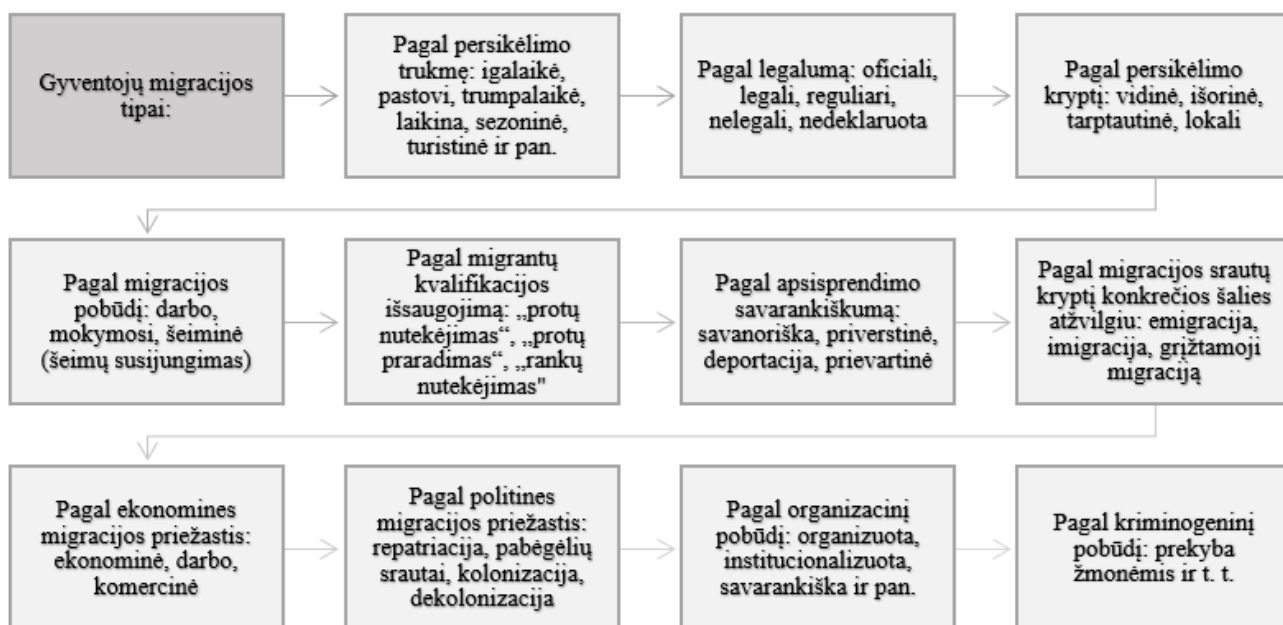 Gyventojų migracijos
tipai:
Pagal persikėlimo
trukmę: igalaikė,
pastovi, trumpalaikė,
laikina, sezoninė,
turistinė ir pan.
Pagal legalumą: oficiali,
legali, reguliari,
nelegali, nedeklaruota
Pagal persikėlimo
kryptį: vidinė, išorinė,
tarptautinė, lokali
Pagal migracijos
pobūdį: darbo,
mokymosi, šeiminė
(šeimų susijungimas)
Pagal migrantų
kvalifikacijos
išsaugojimą: „protų
nutekėjimas“, „protų
praradimas“, „rankų
nutekėjimas"
Pagal apsisprendimo
savarankiškumą:
savanoriška, priverstinė,
deportacija, prievartinė
Pagal migracijos srautų
kryptį konkrečios šalies
atžvilgiu: emigracija,
imigracija, grįžtamoji
migraciją
Pagal ekonomines
migracijos priežastis:
ekonominė, darbo,
komercinė
Pagal politines
migracijos priežastis:
repatriacija, pabėgėlių
srautai, kolonizacija,
dekolonizacija
Pagal organizacinį
pobūdį: organizuota,
institucionalizuota,
savarankiška ir pan.
Pagal kriminogeninį
pobūdį: prekyba
žmonėmis ir t. t.